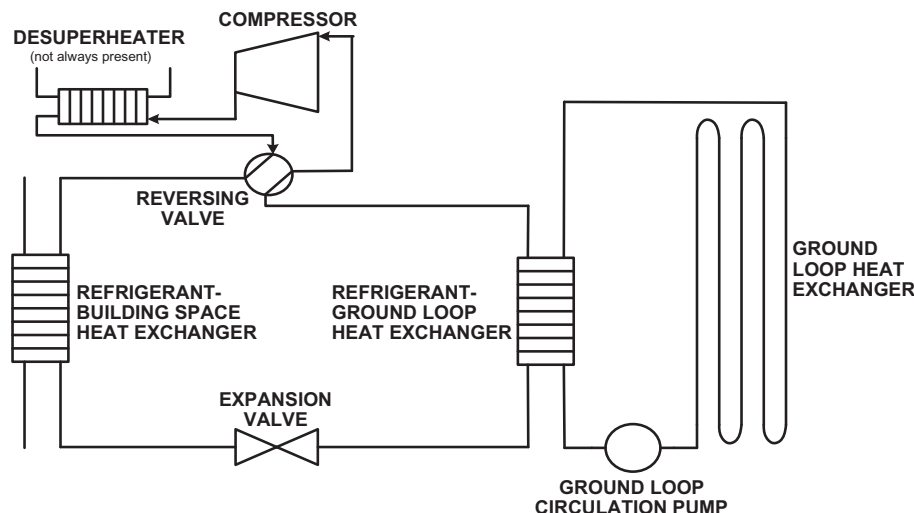 COMPRESSOR
DESUPERHEATER
(not always present)
REVERSING
VALVE
REFRIGERANT-
BUILDING SPACE
HEAT EXCHANGER
REFRIGERANT-
GROUND LOOP
HEAT EXCHANGER
GROUND
LOOP HEAT
EXCHANGER
EXPANSION
VALVE
GROUND LOOP
CIRCULATION PUMP